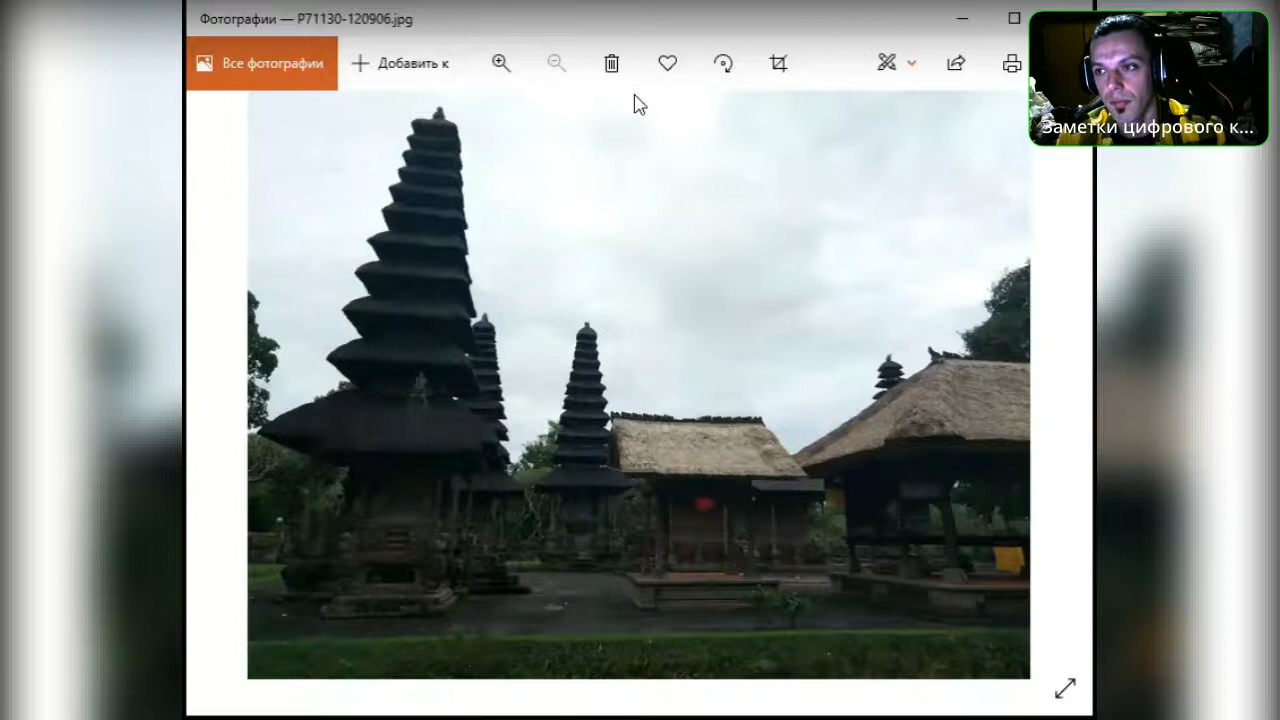 Фотографии — P71130-120906.jpg
Все фотографии
Добавить к
Заметки цифрового к...